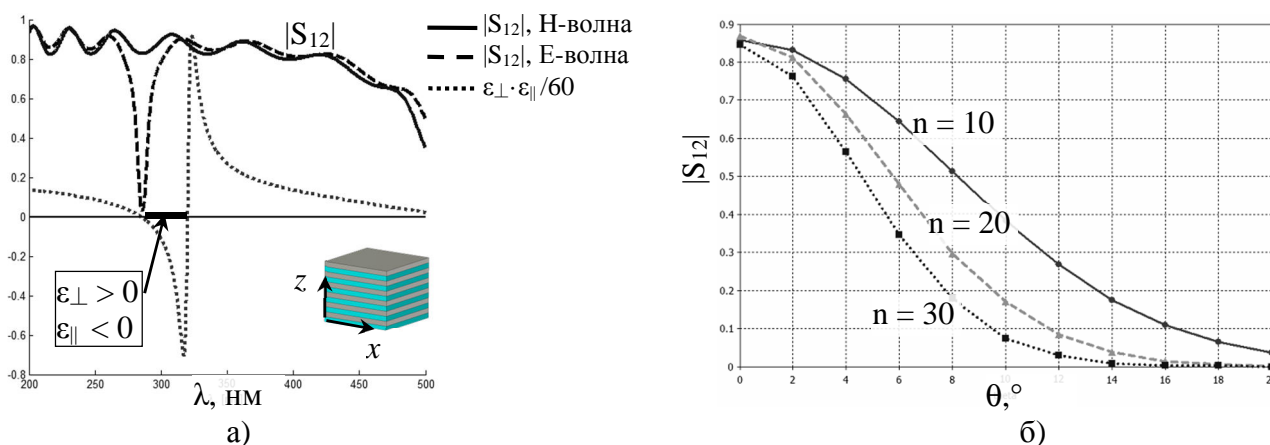 1
0.8
0.6
0.4
0.2
0
-0.2
-0.4
-0.6
-0.8
200
250
300
400
450
500
|S₁₂|
|S₁₂|, Н-волна
|S₁₂|, Е-волна
ε⊥·ε∥/60
ε⊥ > 0
ε∥ < 0
z
x
λ, нм
а)
0.9
0.8
0.7
0.6
0.5
0.4
0.3
0.2
0.1
0
|S₁₂|
n = 10
n = 20
n = 30
0
2
4
6
8
10
12
14
16
18
θ,°
б)